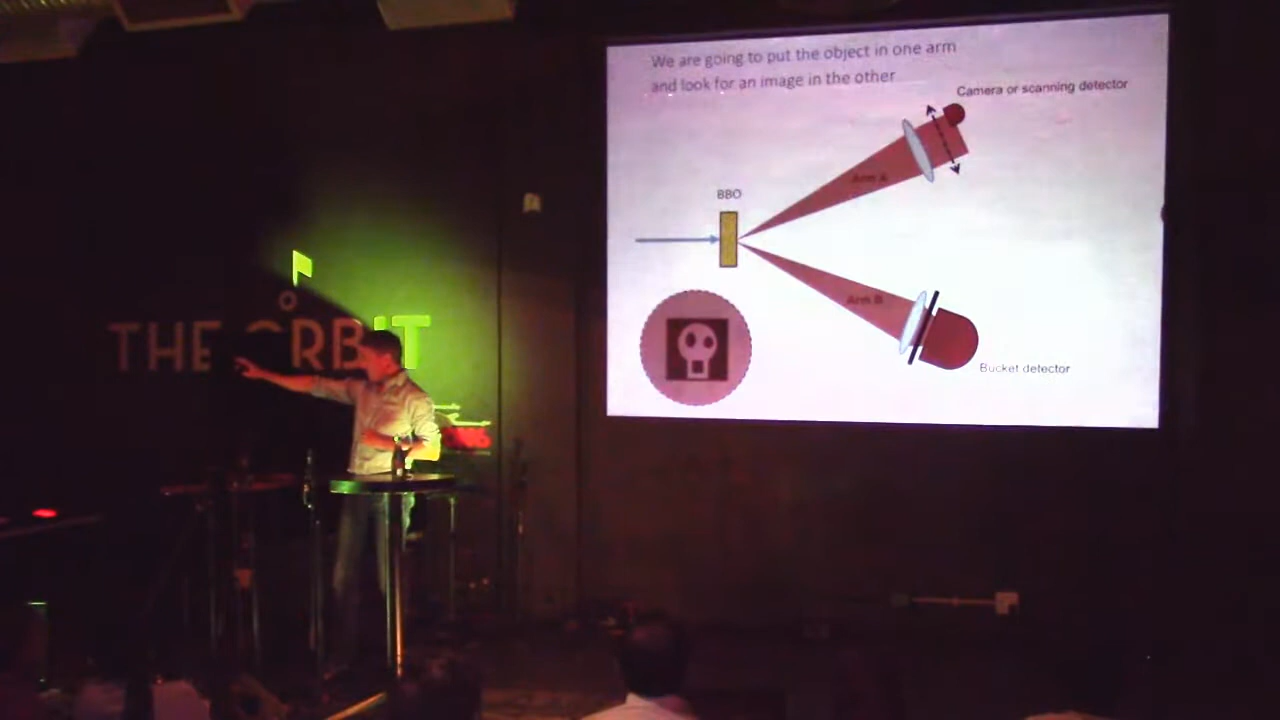 We are going to put the object in one arm
and look for an image in the other
Camera or scanning detector
Arm A
BBO
Arm B
Bucket detector
THE ORBIT